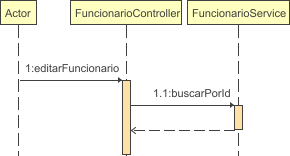 Actor
FuncionarioController
FuncionarioService
1:editarFuncionario
1.1:buscarPorId